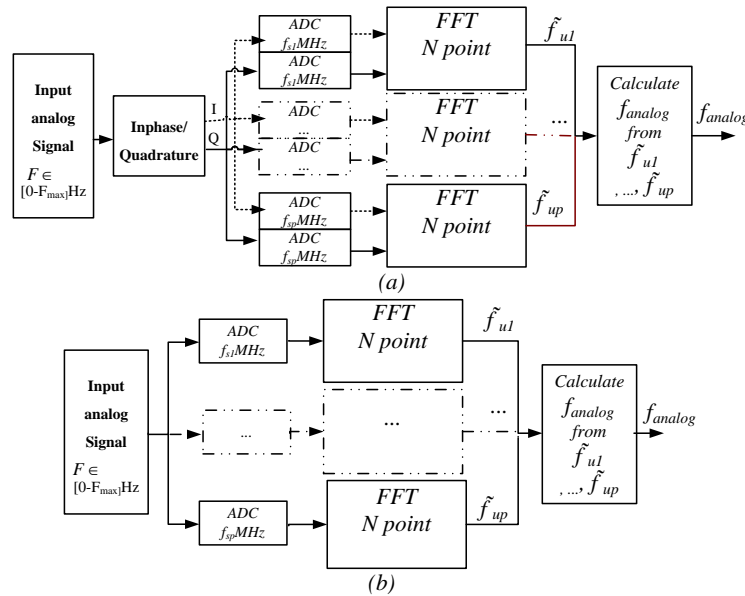 Input
analog
Signal
F ∈
[0-Fmax]Hz
Inphase/
Quadrature
I
Q
ADC
fs1MHz
ADC
fs1MHz
ADC
...
ADC
...
ADC
fspMHz
ADC
fspMHz
FFT
N point
FFT
N point
FFT
N point
f̃u1
...
f̃up
Calculate
fanalog
from
f̃u1
, ..., f̃up
fanalog
(a)
Input
analog
Signal
F ∈
[0-Fmax]Hz
ADC
fs1MHz
...
ADC
fspMHz
FFT
N point
...
FFT
N point
f̃u1
...
f̃up
Calculate
fanalog
from
f̃u1
, ..., f̃up
fanalog
(b)